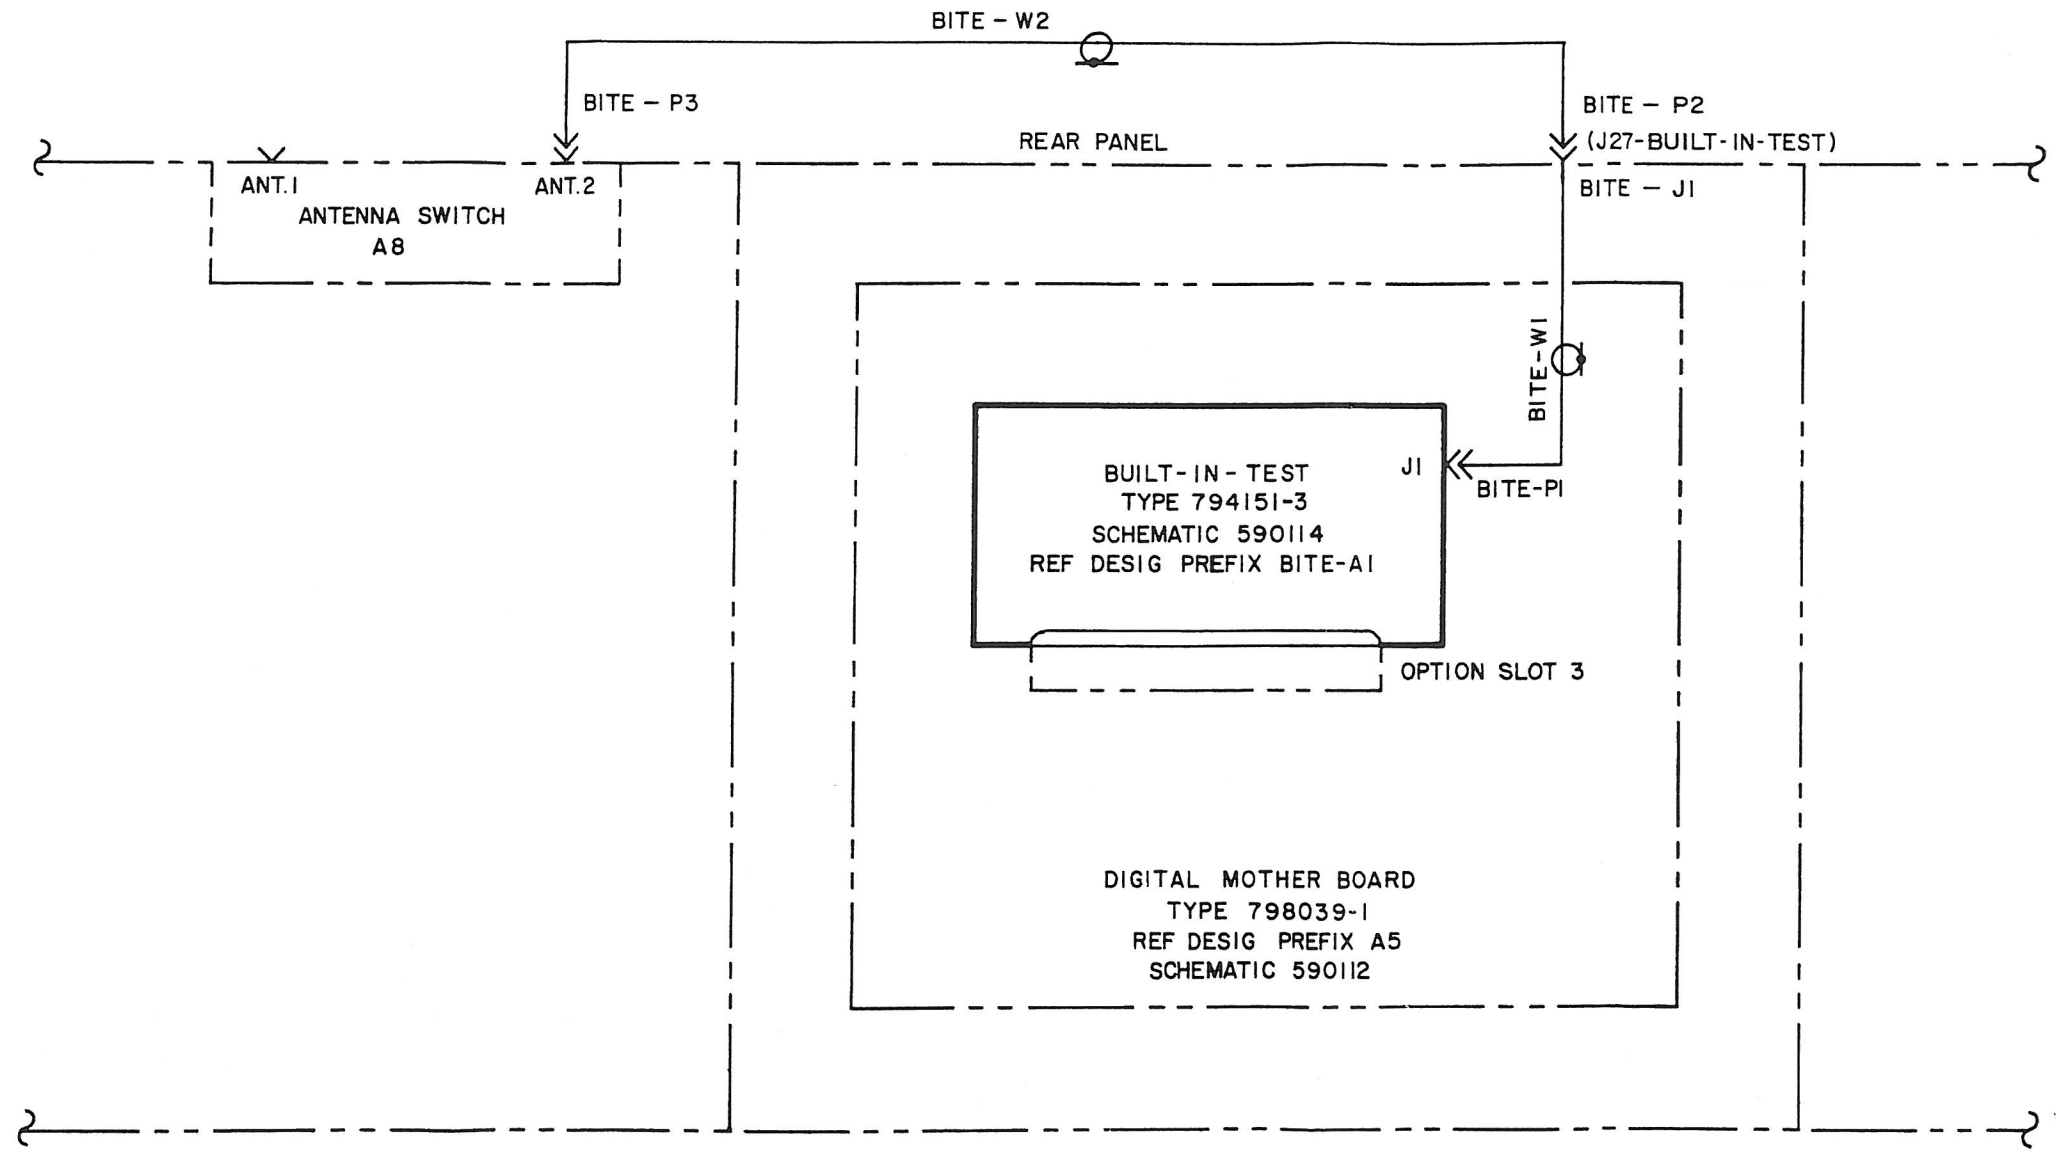 BITE - W2
BITE - P3
BITE - P2
REAR PANEL
(J27-BUILT-IN-TEST)
ANT.1
ANT.2
BITE - J1
ANTENNA SWITCH
A8
BITE-W1
J1
BITE-P1
BUILT-IN-TEST
TYPE 794151-3
SCHEMATIC 590114
REF DESIG PREFIX BITE-A1
OPTION SLOT 3
DIGITAL MOTHER BOARD
TYPE 798039-1
REF DESIG PREFIX A5
SCHEMATIC 590112